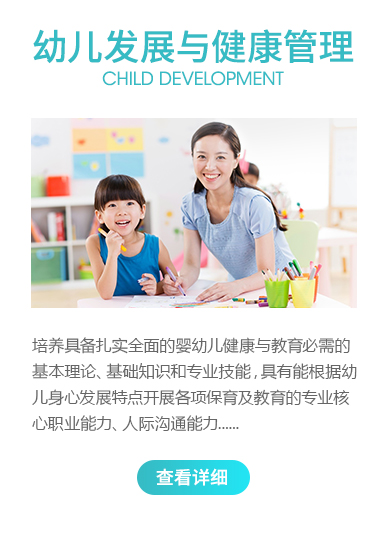 幼儿发展与健康管理
CHILD DEVELOPMENT
培养具备扎实全面的婴幼儿健康与教育必需的
基本理论、基础知识和专业技能，具有能根据幼
儿身心发展特点开展各项保育及教育的专业核
心职业能力、人际沟通能力......
查看详细